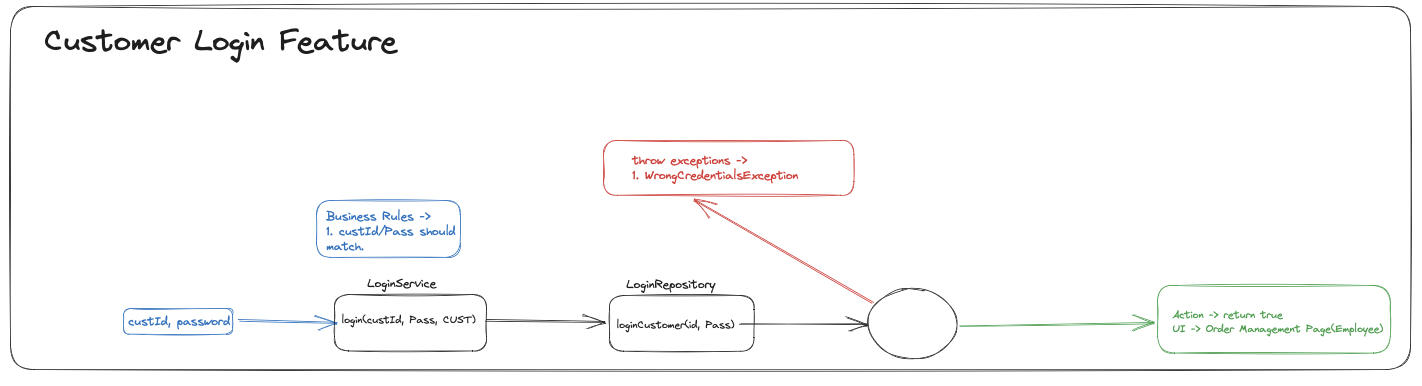 Customer Login Feature
throw exceptions ->
1. WrongCredentialsException
Business Rules ->
1. custId/Pass should
match.
LoginService
LoginRepository
custId, password
login(custId, Pass, CUST)
loginCustomer(id, Pass)
Action -> return true
UI -> Order Management Page(Employee)